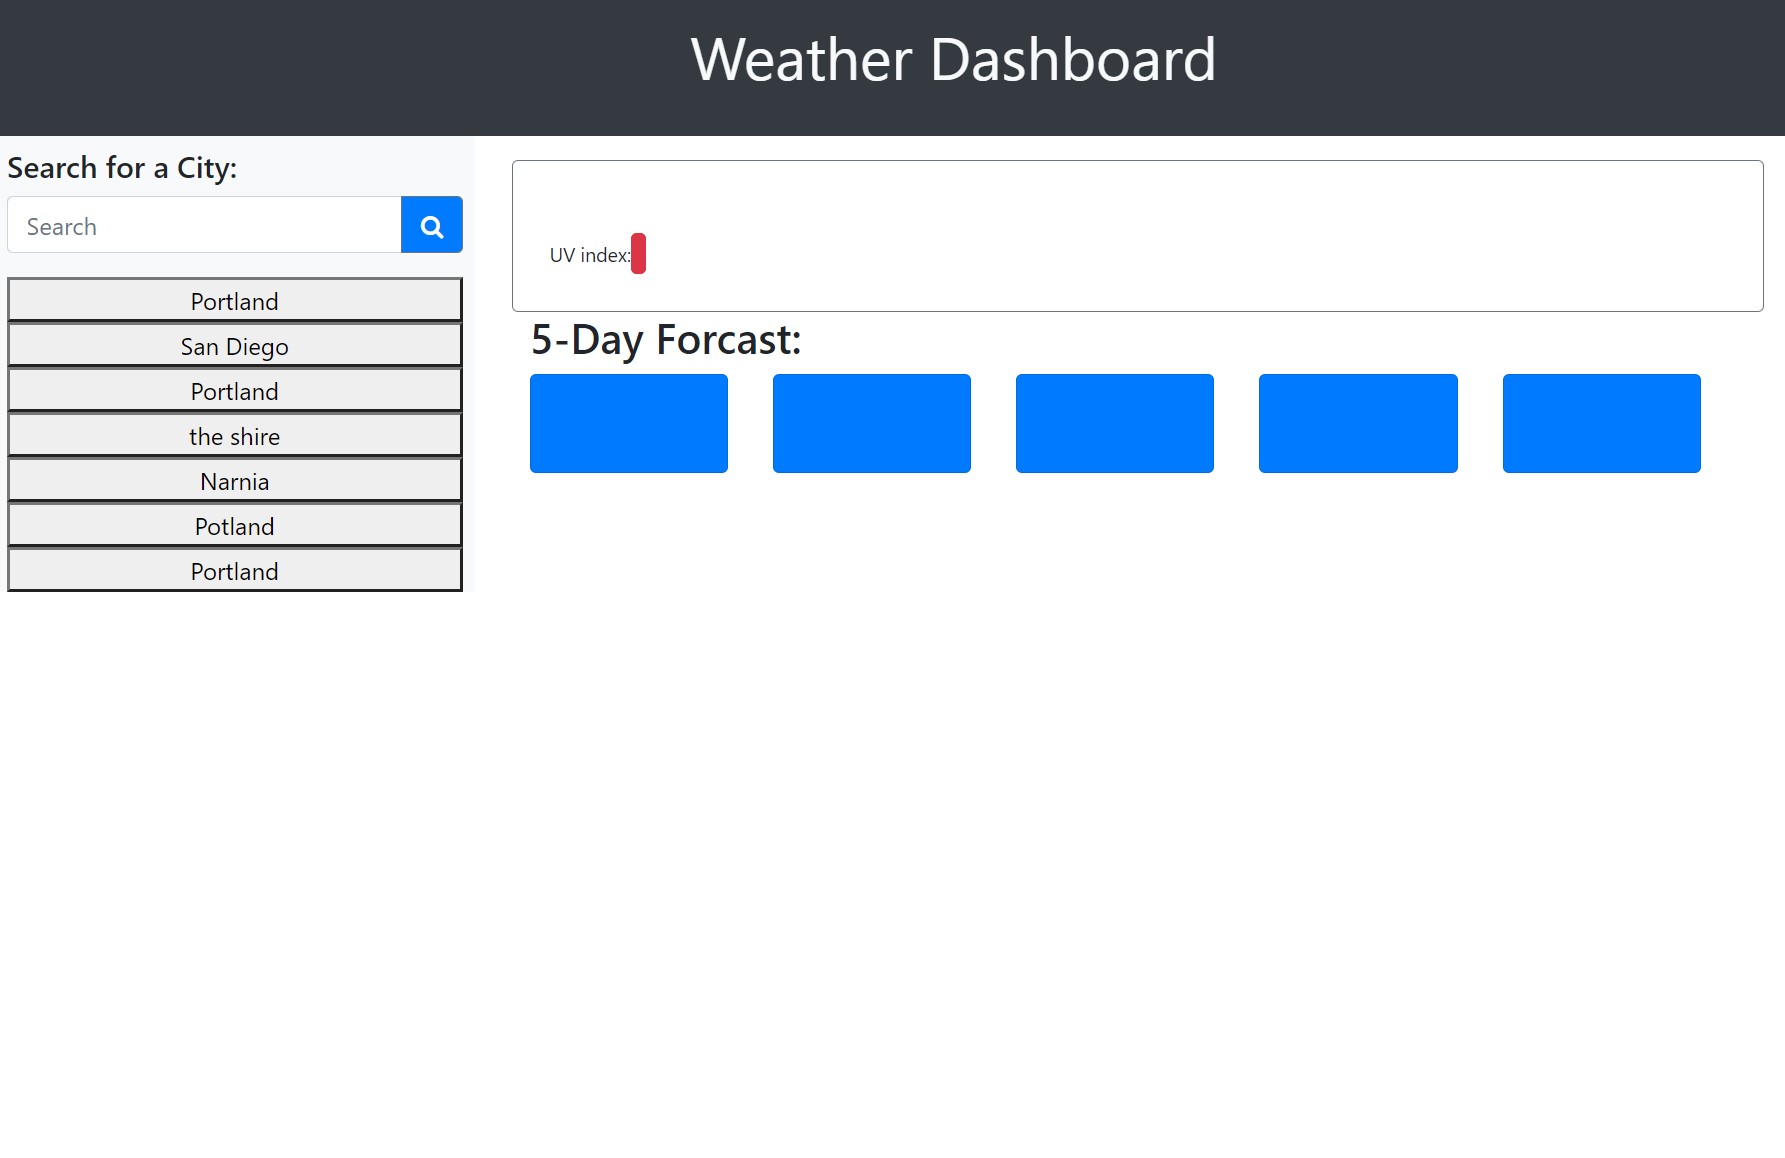 Weather Dashboard
Search for a City:
Search
Portland
San Diego
Portland
the shire
Narnia
Potland
Portland
UV index:
5-Day Forcast: